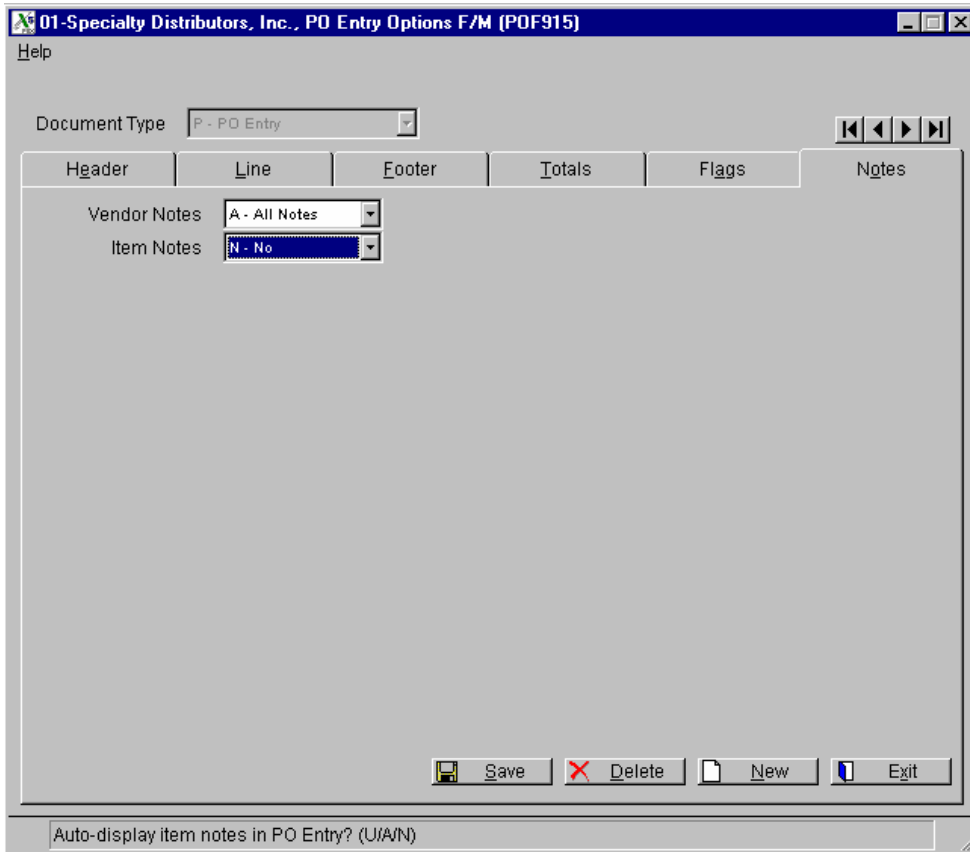 01-Specialty Distributors, Inc., PO Entry Options F/M (POF915)
Help
Document Type P - PO Entry
Header Line Footer Totals Flags Notes
Vendor Notes A - All Notes
Item Notes N - No
Save Delete New Exit
Auto-display item notes in PO Entry? (U/A/N)